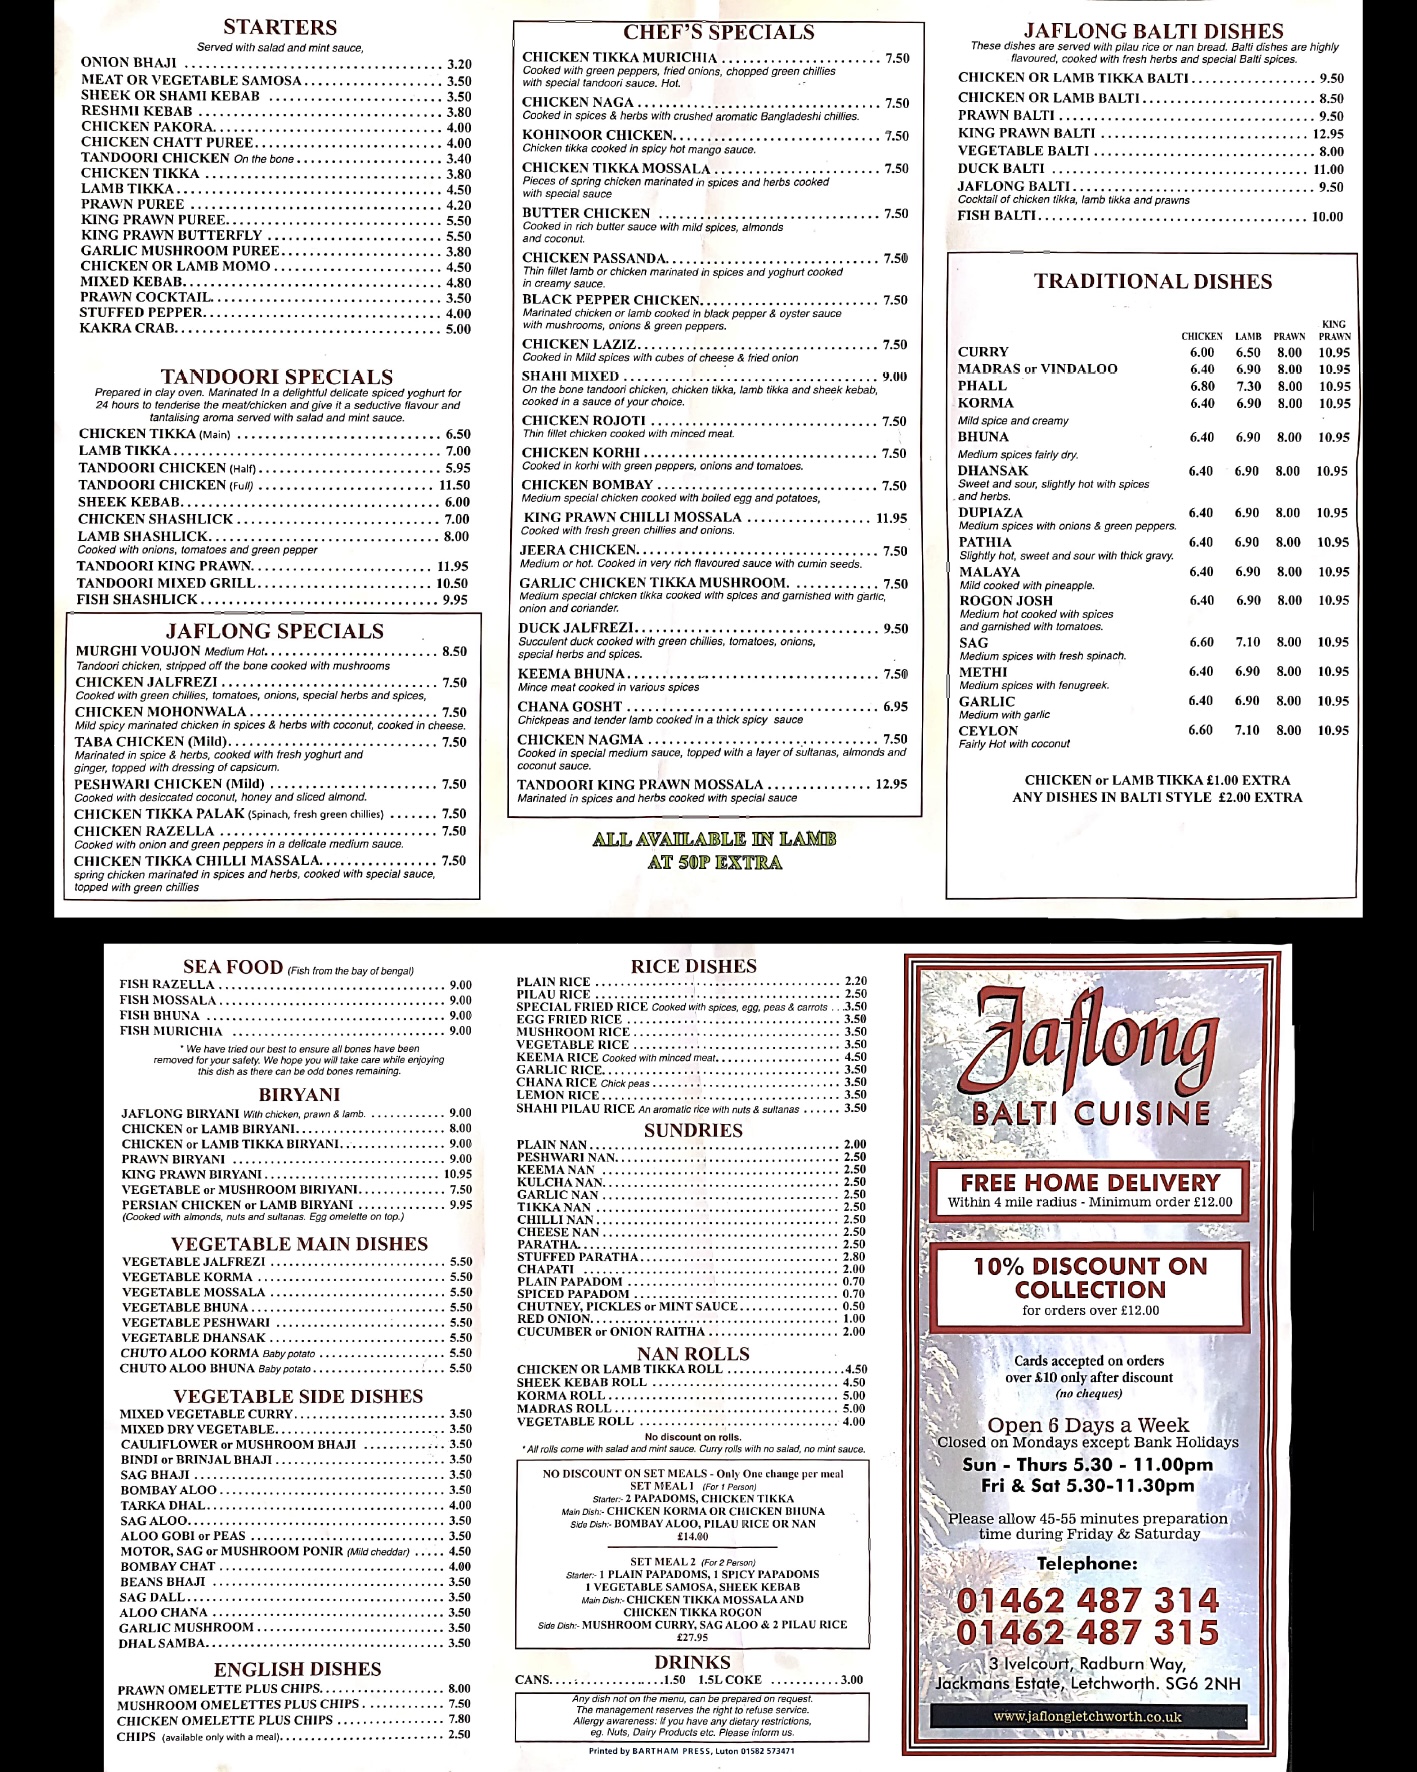 STARTERS
Served with salad and mint sauce,
ONION BHAJI 3.20
MEAT OR VEGETABLE SAMOSA 3.50
SHEEK OR SHAMI KEBAB 3.50
RESHMI KEBAB 3.80
CHICKEN PAKORA 4.00
CHICKEN CHATT PUREE 4.00
TANDOORI CHICKEN On the bone 3.40
CHICKEN TIKKA 3.80
LAMB TIKKA 4.50
PRAWN PUREE 4.20
KING PRAWN PUREE 5.50
KING PRAWN BUTTERFLY 5.50
GARLIC MUSHROOM PUREE 3.80
CHICKEN OR LAMB MOMO 4.50
MIXED KEBAB 4.80
PRAWN COCKTAIL 3.50
STUFFED PEPPER 4.00
KAKRA CRAB 5.00
TANDOORI SPECIALS
Prepared in clay oven. Marinated In a delightful delicate spiced yoghurt for
24 hours to tenderise the meat/chicken and give it a seductive flavour and
tantalising aroma served with salad and mint sauce.
CHICKEN TIKKA (Main) 6.50
LAMB TIKKA 7.00
TANDOORI CHICKEN (Half) 5.95
TANDOORI CHICKEN (Full) 11.50
SHEEK KEBAB 6.00
CHICKEN SHASHLICK 7.00
LAMB SHASHLICK 8.00
Cooked with onions, tomatoes and green pepper
TANDOORI KING PRAWN 11.95
TANDOORI MIXED GRILL 10.50
FISH SHASHLICK 9.95
JAFLONG SPECIALS
MURGHI VOUJON Medium Hot 8.50
Tandoori chicken, stripped off the bone cooked with mushrooms
CHICKEN JALFREZI 7.50
Cooked with green chillies, tomatoes, onions, special herbs and spices,
CHICKEN MOHONWALA 7.50
Mild spicy marinated chicken in spices & herbs with coconut, cooked in cheese.
TABA CHICKEN (Mild) 7.50
Marinated in spice & herbs, cooked with fresh yoghurt and
ginger, topped with dressing of capsicum.
PESHWARI CHICKEN (Mild) 7.50
Cooked with desiccated coconut, honey and sliced almond.
CHICKEN TIKKA PALAK (Spinach, fresh green chillies) 7.50
CHICKEN RAZELLA 7.50
Cooked with onion and green peppers in a delicate medium sauce.
CHICKEN TIKKA CHILLI MASSALA 7.50
spring chicken marinated in spices and herbs, cooked with special sauce,
topped with green chillies
CHEF'S SPECIALS
CHICKEN TIKKA MURICHIA 7.50
Cooked with green peppers, fried onions, chopped green chillies
with special tandoori sauce. Hot.
CHICKEN NAGA 7.50
Cooked in spices & herbs with crushed aromatic Bangladeshi chillies.
KOHINOOR CHICKEN 7.50
Chicken tikka cooked in spicy hot mango sauce.
CHICKEN TIKKA MOSSALA 7.50
Pieces of spring chicken marinated in spices and herbs cooked
with special sauce
BUTTER CHICKEN 7.50
Cooked in rich butter sauce with mild spices, almonds
and coconut.
CHICKEN PASSANDA 7.50
Thin fillet lamb or chicken marinated in spices and yoghurt cooked
in creamy sauce.
BLACK PEPPER CHICKEN 7.50
Marinated chicken or lamb cooked in black pepper & oyster sauce
with mushrooms, onions & green peppers.
CHICKEN LAZIZ 7.50
Cooked in Mild spices with cubes of cheese & fried onion
SHAHI MIXED 9.00
On the bone tandoori chicken, chicken tikka, lamb tikka and sheek kebab,
cooked in a sauce of your choice.
CHICKEN ROJOTI 7.50
Thin fillet chicken cooked with minced meat.
CHICKEN KORHI 7.50
Cooked in korhi with green peppers, onions and tomatoes.
CHICKEN BOMBAY 7.50
Medium special chicken cooked with boiled egg and potatoes,
KING PRAWN CHILLI MOSSALA 11.95
Cooked with fresh green chillies and onions.
JEERA CHICKEN 7.50
Medium or hot. Cooked in very rich flavoured sauce with cumin seeds.
GARLIC CHICKEN TIKKA MUSHROOM. 7.50
Medium special chicken tikka cooked with spices and garnished with garlic,
onion and coriander.
DUCK JALFREZI 9.50
Succulent duck cooked with green chillies, tomatoes, onions,
special herbs and spices.
KEEMA BHUNA 7.50
Mince meat cooked in various spices
CHANA GOSHT 6.95
Chickpeas and tender lamb cooked in a thick spicy sauce
CHICKEN NAGMA 7.50
Cooked in special medium sauce, topped with a layer of sultanas, almonds and
coconut sauce.
TANDOORI KING PRAWN MOSSALA 12.95
Marinated in spices and herbs cooked with special sauce
ALL AVAILABLE IN LAMB
AT 50P EXTRA
JAFLONG BALTI DISHES
These dishes are served with pilau rice or nan bread. Balti dishes are highly
flavoured, cooked with fresh herbs and special Balti spices.
CHICKEN OR LAMB TIKKA BALTI 9.50
CHICKEN OR LAMB BALTI 8.50
PRAWN BALTI 9.50
KING PRAWN BALTI 12.95
VEGETABLE BALTI 8.00
DUCK BALTI 11.00
JAFLONG BALTI 9.50
Cocktail of chicken tikka, lamb tikka and prawns
FISH BALTI 10.00
TRADITIONAL DISHES
CHICKEN LAMB PRAWN KING PRAWN
CURRY 6.00 6.50 8.00 10.95
MADRAS or VINDALOO 6.40 6.90 8.00 10.95
PHALL 6.80 7.30 8.00 10.95
KORMA 6.40 6.90 8.00 10.95
Mild spice and creamy
BHUNA 6.40 6.90 8.00 10.95
Medium spices fairly dry.
DHANSAK 6.40 6.90 8.00 10.95
Sweet and sour, slightly hot with spices
and herbs.
DUPIAZA 6.40 6.90 8.00 10.95
Medium spices with onions & green peppers.
PATHIA 6.40 6.90 8.00 10.95
Slightly hot, sweet and sour with thick gravy.
MALAYA 6.40 6.90 8.00 10.95
Mild cooked with pineapple.
ROGON JOSH 6.40 6.90 8.00 10.95
Medium hot cooked with spices
and garnished with tomatoes.
SAG 6.60 7.10 8.00 10.95
Medium spices with fresh spinach.
METHI 6.40 6.90 8.00 10.95
Medium spices with fenugreek.
GARLIC 6.40 6.90 8.00 10.95
Medium with garlic
CEYLON 6.60 7.10 8.00 10.95
Fairly Hot with coconut
CHICKEN or LAMB TIKKA £1.00 EXTRA
ANY DISHES IN BALTI STYLE £2.00 EXTRA
SEA FOOD (Fish from the bay of bengal)
FISH RAZELLA 9.00
FISH MOSSALA 9.00
FISH BHUNA 9.00
FISH MURICHIA 9.00
* We have tried our best to ensure all bones have been
removed for your safety. We hope you will take care while enjoying
this dish as there can be odd bones remaining.
BIRYANI
JAFLONG BIRYANI With chicken, prawn & lamb. 9.00
CHICKEN or LAMB BIRYANI 8.00
CHICKEN or LAMB TIKKA BIRYANI 9.00
PRAWN BIRYANI 9.00
KING PRAWN BIRYANI 10.95
VEGETABLE or MUSHROOM BIRIYANI 7.50
PERSIAN CHICKEN or LAMB BIRYANI 9.95
(Cooked with almonds, nuts and sultanas. Egg omelette on top.)
VEGETABLE MAIN DISHES
VEGETABLE JALFREZI 5.50
VEGETABLE KORMA 5.50
VEGETABLE MOSSALA 5.50
VEGETABLE BHUNA 5.50
VEGETABLE PESHWARI 5.50
VEGETABLE DHANSAK 5.50
CHUTO ALOO KORMA Baby potato 5.50
CHUTO ALOO BHUNA Baby potato 5.50
VEGETABLE SIDE DISHES
MIXED VEGETABLE CURRY 3.50
MIXED DRY VEGETABLE 3.50
CAULIFLOWER or MUSHROOM BHAJI 3.50
BINDI or BRINJAL BHAJI 3.50
SAG BHAJI 3.50
BOMBAY ALOO 3.50
TARKA DHAL 4.00
SAG ALOO 3.50
ALOO GOBI or PEAS 3.50
MOTOR, SAG or MUSHROOM PONIR (Mild cheddar) 4.50
BOMBAY CHAT 4.00
BEANS BHAJI 3.50
SAG DALL 3.50
ALOO CHANA 3.50
GARLIC MUSHROOM 3.50
DHAL SAMBA 3.50
ENGLISH DISHES
PRAWN OMELETTE PLUS CHIPS 8.00
MUSHROOM OMELETTES PLUS CHIPS 7.50
CHICKEN OMELETTE PLUS CHIPS 7.80
CHIPS (available only with a meal) 2.50
RICE DISHES
PLAIN RICE 2.20
PILAU RICE 2.50
SPECIAL FRIED RICE Cooked with spices, egg, peas & carrots 3.50
EGG FRIED RICE 3.50
MUSHROOM RICE 3.50
VEGETABLE RICE 3.50
KEEMA RICE Cooked with minced meat 4.50
GARLIC RICE 3.50
CHANA RICE Chick peas 3.50
LEMON RICE 3.50
SHAHI PILAU RICE An aromatic rice with nuts & sultanas 3.50
SUNDRIES
PLAIN NAN 2.00
PESHWARI NAN 2.50
KEEMA NAN 2.50
KULCHA NAN 2.50
GARLIC NAN 2.50
TIKKA NAN 2.50
CHILLI NAN 2.50
CHEESE NAN 2.50
PARATHA 2.50
STUFFED PARATHA 2.80
CHAPATI 2.00
PLAIN PAPADOM 0.70
SPICED PAPADOM 0.70
CHUTNEY, PICKLES or MINT SAUCE 0.50
RED ONION 1.00
CUCUMBER or ONION RAITHA 2.00
NAN ROLLS
CHICKEN OR LAMB TIKKA ROLL 4.50
SHEEK KEBAB ROLL 4.50
KORMA ROLL 5.00
MADRAS ROLL 5.00
VEGETABLE ROLL 4.00
No discount on rolls.
* All rolls come with salad and mint sauce. Curry rolls with no salad, no mint sauce.
NO DISCOUNT ON SET MEALS - Only One change per meal
SET MEAL 1 (For 1 Person)
Starter:- 2 PAPADOMS, CHICKEN TIKKA
Main Dish:- CHICKEN KORMA OR CHICKEN BHUNA
Side Dish:- BOMBAY ALOO, PILAU RICE OR NAN
£14.00
SET MEAL 2 (For 2 Person)
Starter:- 1 PLAIN PAPADOMS, 1 SPICY PAPADOMS
1 VEGETABLE SAMOSA, SHEEK KEBAB
Main Dish:- CHICKEN TIKKA MOSSALA AND
CHICKEN TIKKA ROGON
Side Dish:- MUSHROOM CURRY, SAG ALOO & 2 PILAU RICE
£27.95
DRINKS
CANS 1.50 1.5L COKE 3.00
Any dish not on the menu, can be prepared on request.
The management reserves the right to refuse service.
Allergy awareness: If you have any dietary restrictions,
eg. Nuts, Dairy Products etc. Please inform us.
Printed by BARTHAM PRESS, Luton 01582 573471
Jaflong
BALTI CUISINE
FREE HOME DELIVERY
Within 4 mile radius - Minimum order £12.00
10% DISCOUNT ON
COLLECTION
for orders over £12.00
Cards accepted on orders
over £10 only after discount
(no cheques)
Open 6 Days a Week
Closed on Mondays except Bank Holidays
Sun - Thurs 5.30 - 11.00pm
Fri & Sat 5.30-11.30pm
Please allow 45-55 minutes preparation
time during Friday & Saturday
Telephone:
01462 487 314
01462 487 315
3 Ivelcourt, Radburn Way,
Jackmans Estate, Letchworth. SG6 2NH
www.jaflongletchworth.co.uk